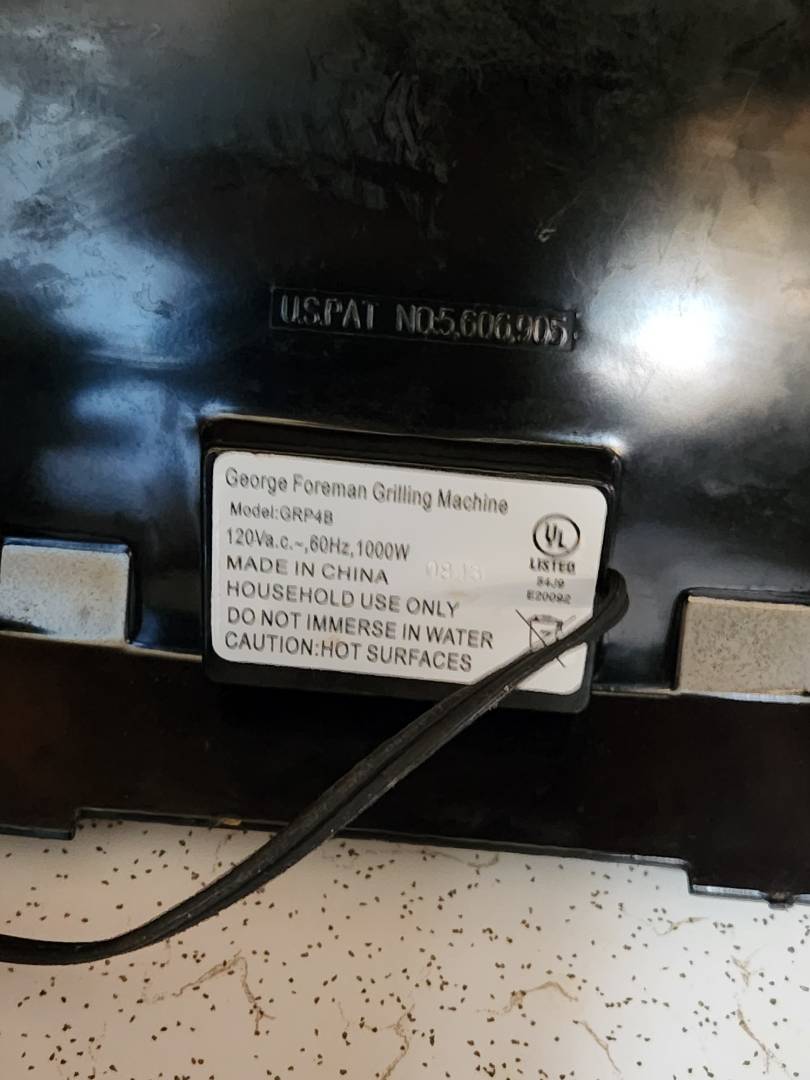 U.S.PAT NO.5,606,905
George Foreman Grilling Machine
Model:GRP4B
120Va.c.~,60Hz,1000W
MADE IN CHINA
HOUSEHOLD USE ONLY
DO NOT IMMERSE IN WATER
CAUTION:HOT SURFACES
UL
LISTED
54J9
E20092